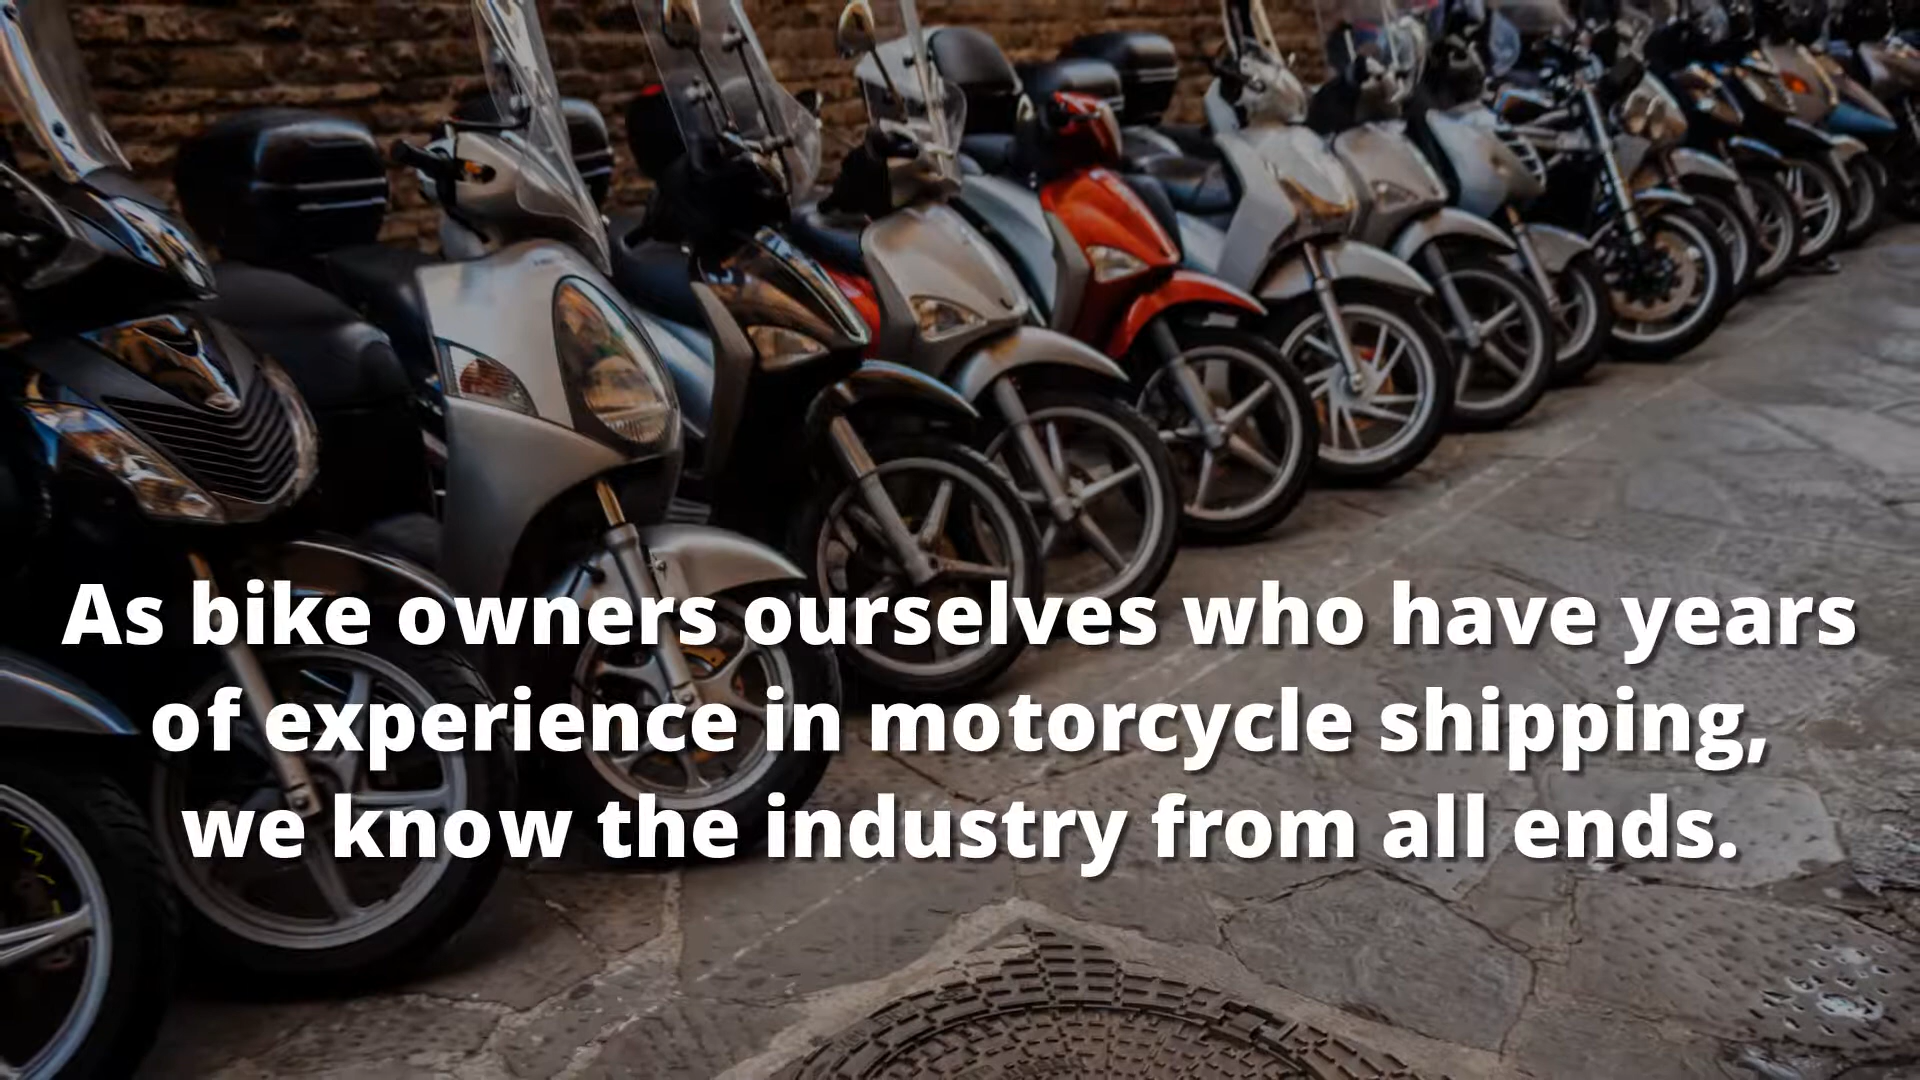 As bike owners ourselves who have years
of experience in motorcycle shipping,
we know the industry from all ends.